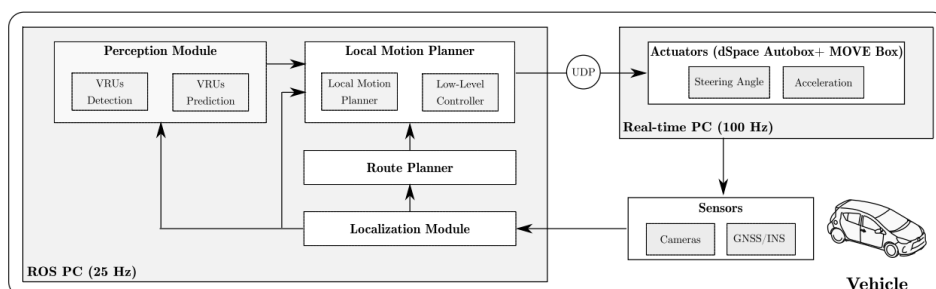 Perception Module
VRUs
Detection
VRUs
Prediction
Local Motion Planner
Local Motion
Planner
Low-Level
Controller
UDP
Actuators (dSpace Autobox+ MOVE Box)
Steering Angle
Acceleration
Real-time PC (100 Hz)
Route Planner
Localization Module
Sensors
Cameras
GNSS/INS
ROS PC (25 Hz)
Vehicle